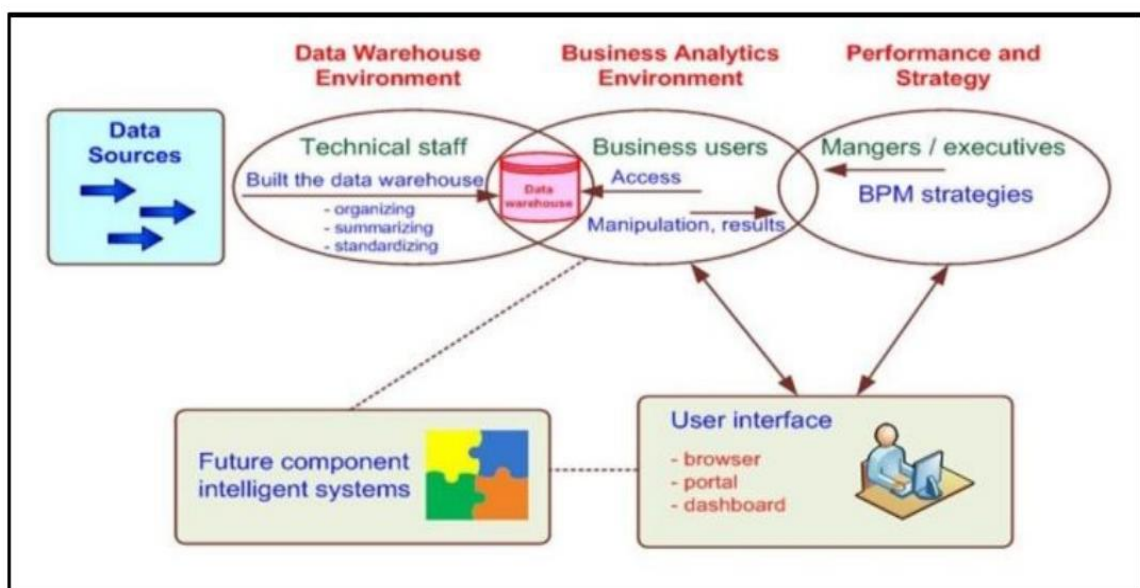 Data Warehouse
Environment
Business Analytics
Environment
Performance and
Strategy
Data
Sources
Technical staff
Built the data warehouse
- organizing
- summarizing
- standardizing
Data
warehouse
Business users
Access
Manipulation, results
Mangers / executives
BPM strategies
Future component
intelligent systems
User interface
- browser
- portal
- dashboard